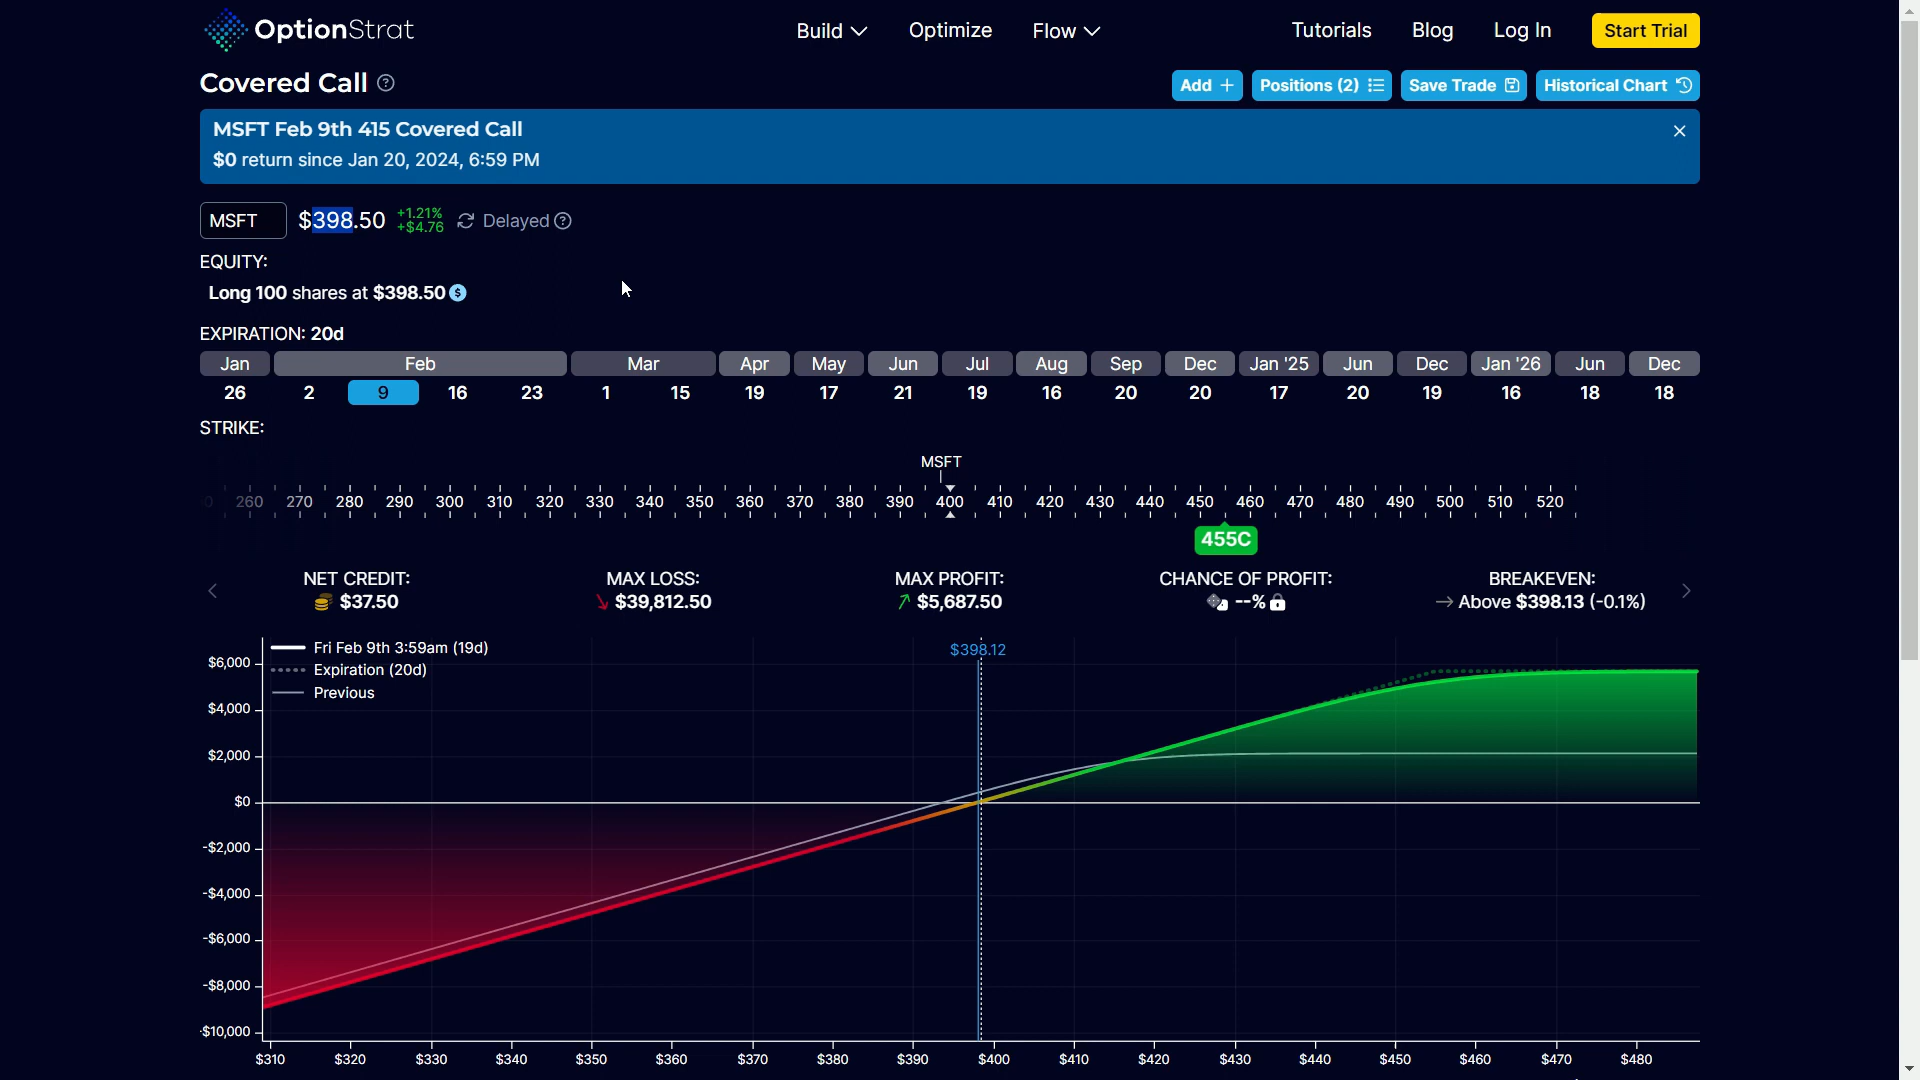 OptionStrat Build Optimize Flow Tutorials Blog Log In Start Trial
Covered Call ? Add + Positions (2) Save Trade Historical Chart
MSFT Feb 9th 415 Covered Call
$0 return since Jan 20, 2024, 6:59 PM
MSFT $398.50 +1.21% +$4.76 Delayed ?
EQUITY:
Long 100 shares at $398.50 $
EXPIRATION: 20d
Jan Feb Mar Apr May Jun Jul Aug Sep Dec Jan '25 Jun Dec Jan '26 Jun Dec
26 2 9 16 23 1 15 19 17 21 19 16 20 20 17 20 19 16 18 18
STRIKE:
MSFT
0 260 270 280 290 300 310 320 330 340 350 360 370 380 390 400 410 420 430 440 450 460 470 480 490 500 510 520
455C
NET CREDIT: MAX LOSS: MAX PROFIT: CHANCE OF PROFIT: BREAKEVEN:
$37.50 $39,812.50 $5,687.50 --% Above $398.13 (-0.1%)
Fri Feb 9th 3:59am (19d)
Expiration (20d)
Previous
$398.12
$6,000
$4,000
$2,000
$0
-$2,000
-$4,000
-$6,000
-$8,000
-$10,000
$310 $320 $330 $340 $350 $360 $370 $380 $390 $400 $410 $420 $430 $440 $450 $460 $470 $480